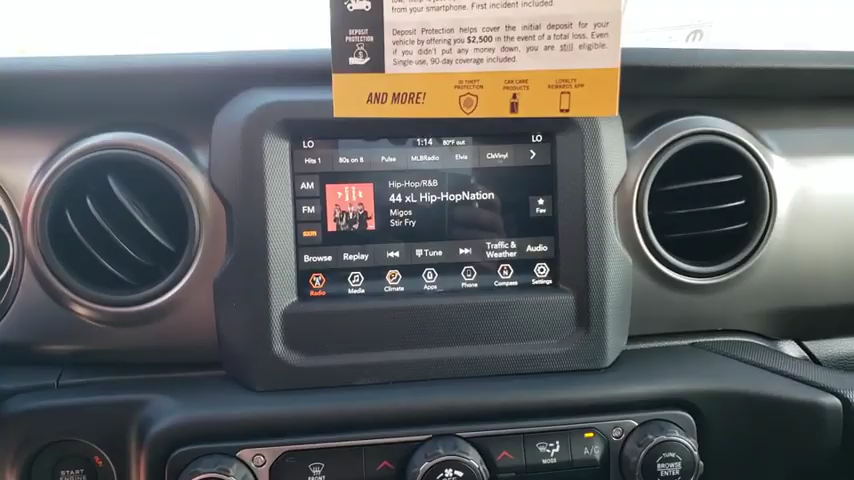 from your smartphone. First incident included.
DEPOSIT
PROTECTION
Deposit Protection helps cover the initial deposit for your
vehicle by offering you $2,500 in the event of a total loss. Even
if you didn't put any money down, you are still eligible.
Single-use, 90-day coverage included.
AND MORE!
ID THEFT
PROTECTION
CAR CARE
PRODUCTS
LOYALTY
REWARDS APP
LO 1:14 80°F out LO
Hits 1 80s on 8 Pulse MLBRadio Elvis ClsVinyl
AM
FM
SXM
Hip-Hop/R&B
44 xL Hip-HopNation
Migos
Stir Fry
Fav
Browse Replay Tune Traffic &
Weather Audio
Radio Media Climate Apps Phone Compass Settings
START
ENGINE
FRONT
OFF
MODE
A/C
TUNE
BROWSE
ENTER